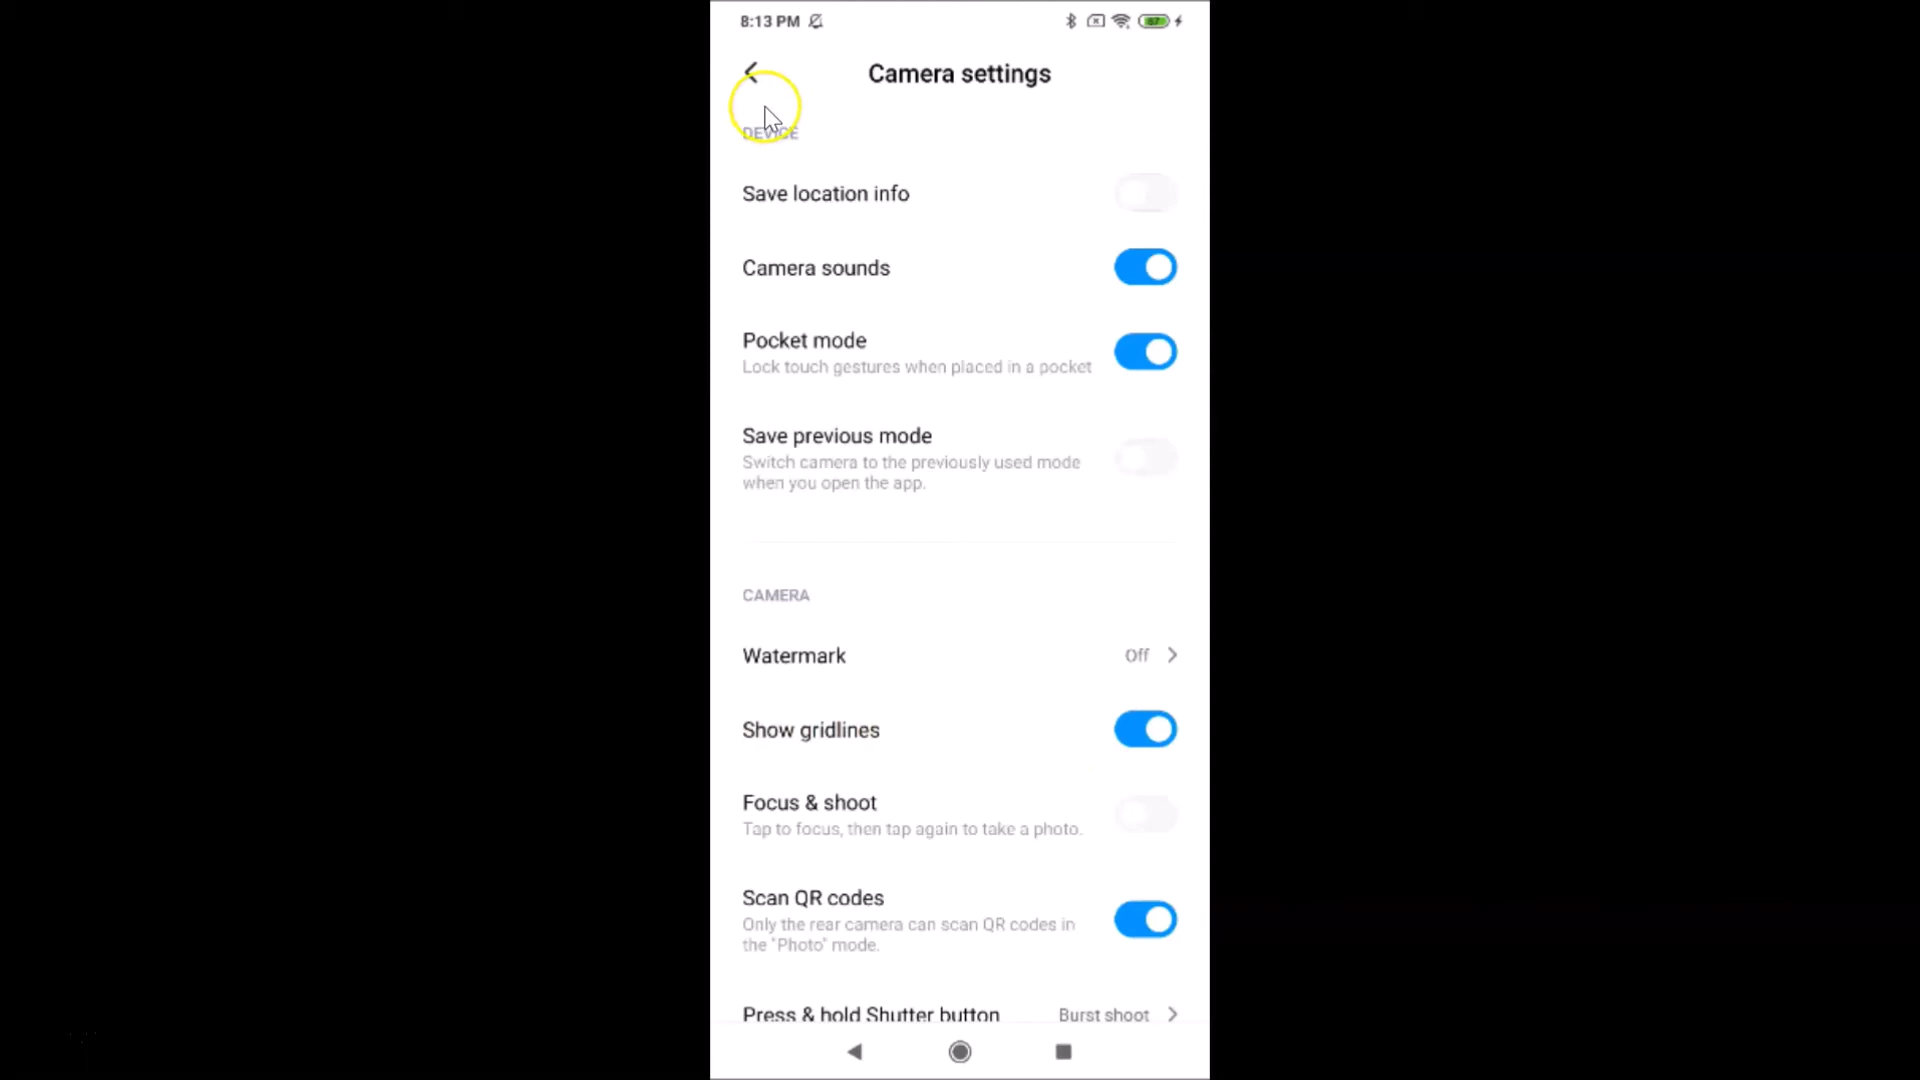 8:13 PM
67
Camera settings
DEVICE
Save location info
Camera sounds
Pocket mode
Lock touch gestures when placed in a pocket
Save previous mode
Switch camera to the previously used mode
when you open the app.
CAMERA
Watermark
Off
Show gridlines
Focus & shoot
Tap to focus, then tap again to take a photo.
Scan QR codes
Only the rear camera can scan QR codes in
the "Photo" mode.
Press & hold Shutter button
Burst shoot